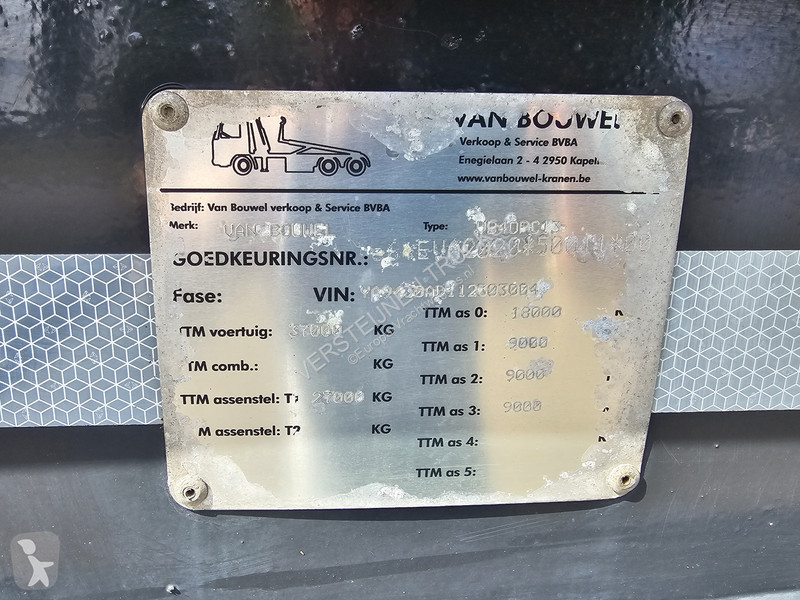 VAN BOUWEL
Verkoop & Service BVBA
Enegielaan 2 - 4 2950 Kapell
www.vanbouwel-kranen.be
Bedrijf: Van Bouwel verkoop & Service BVBA
Merk: VAN BOUWEL Type:
GOEDKEURINGSNR.:
Fase: VIN:
TTM as 0: 18000 K
TTM voertuig: 37000 KG
TTM as 1: 9000
TTM comb.: KG
TTM as 2: 9000
TTM assenstel: T1 27000 KG
TTM as 3: 9000
M assenstel: T2 KG
TTM as 4: K
TTM as 5: